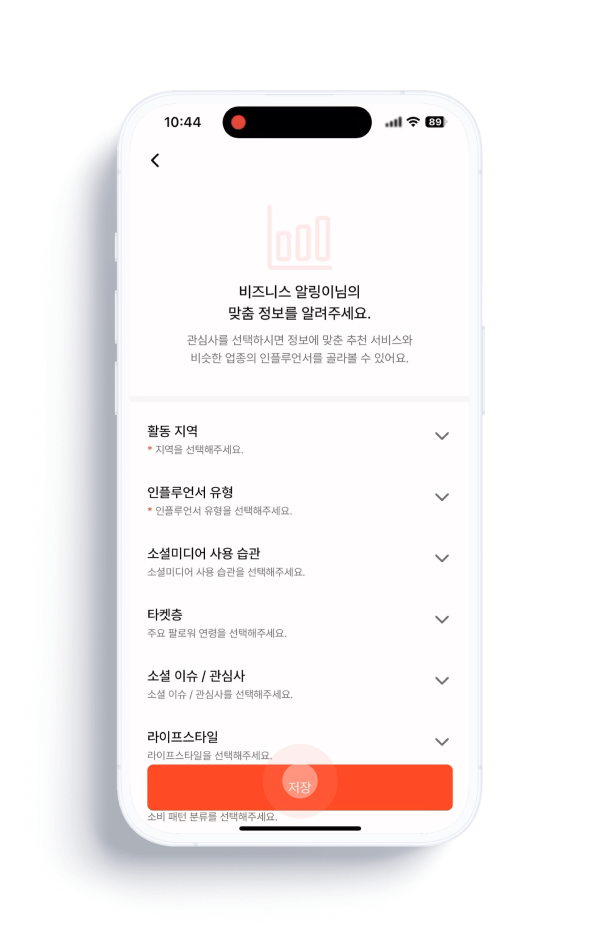 10:44
89
비즈니스 알링이님의
맞춤 정보를 알려주세요.
관심사를 선택하시면 정보에 맞춘 추천 서비스와
비슷한 업종의 인플루언서를 골라볼 수 있어요.
활동 지역
* 지역을 선택해주세요.
인플루언서 유형
* 인플루언서 유형을 선택해주세요.
소셜미디어 사용 습관
소셜미디어 사용 습관을 선택해주세요.
타켓층
주요 팔로워 연령을 선택해주세요.
소셜 이슈 / 관심사
소셜 이슈 / 관심사를 선택해주세요.
라이프스타일
라이프스타일을 선택해주세요.
저장
소비 패턴 분류를 선택해주세요.